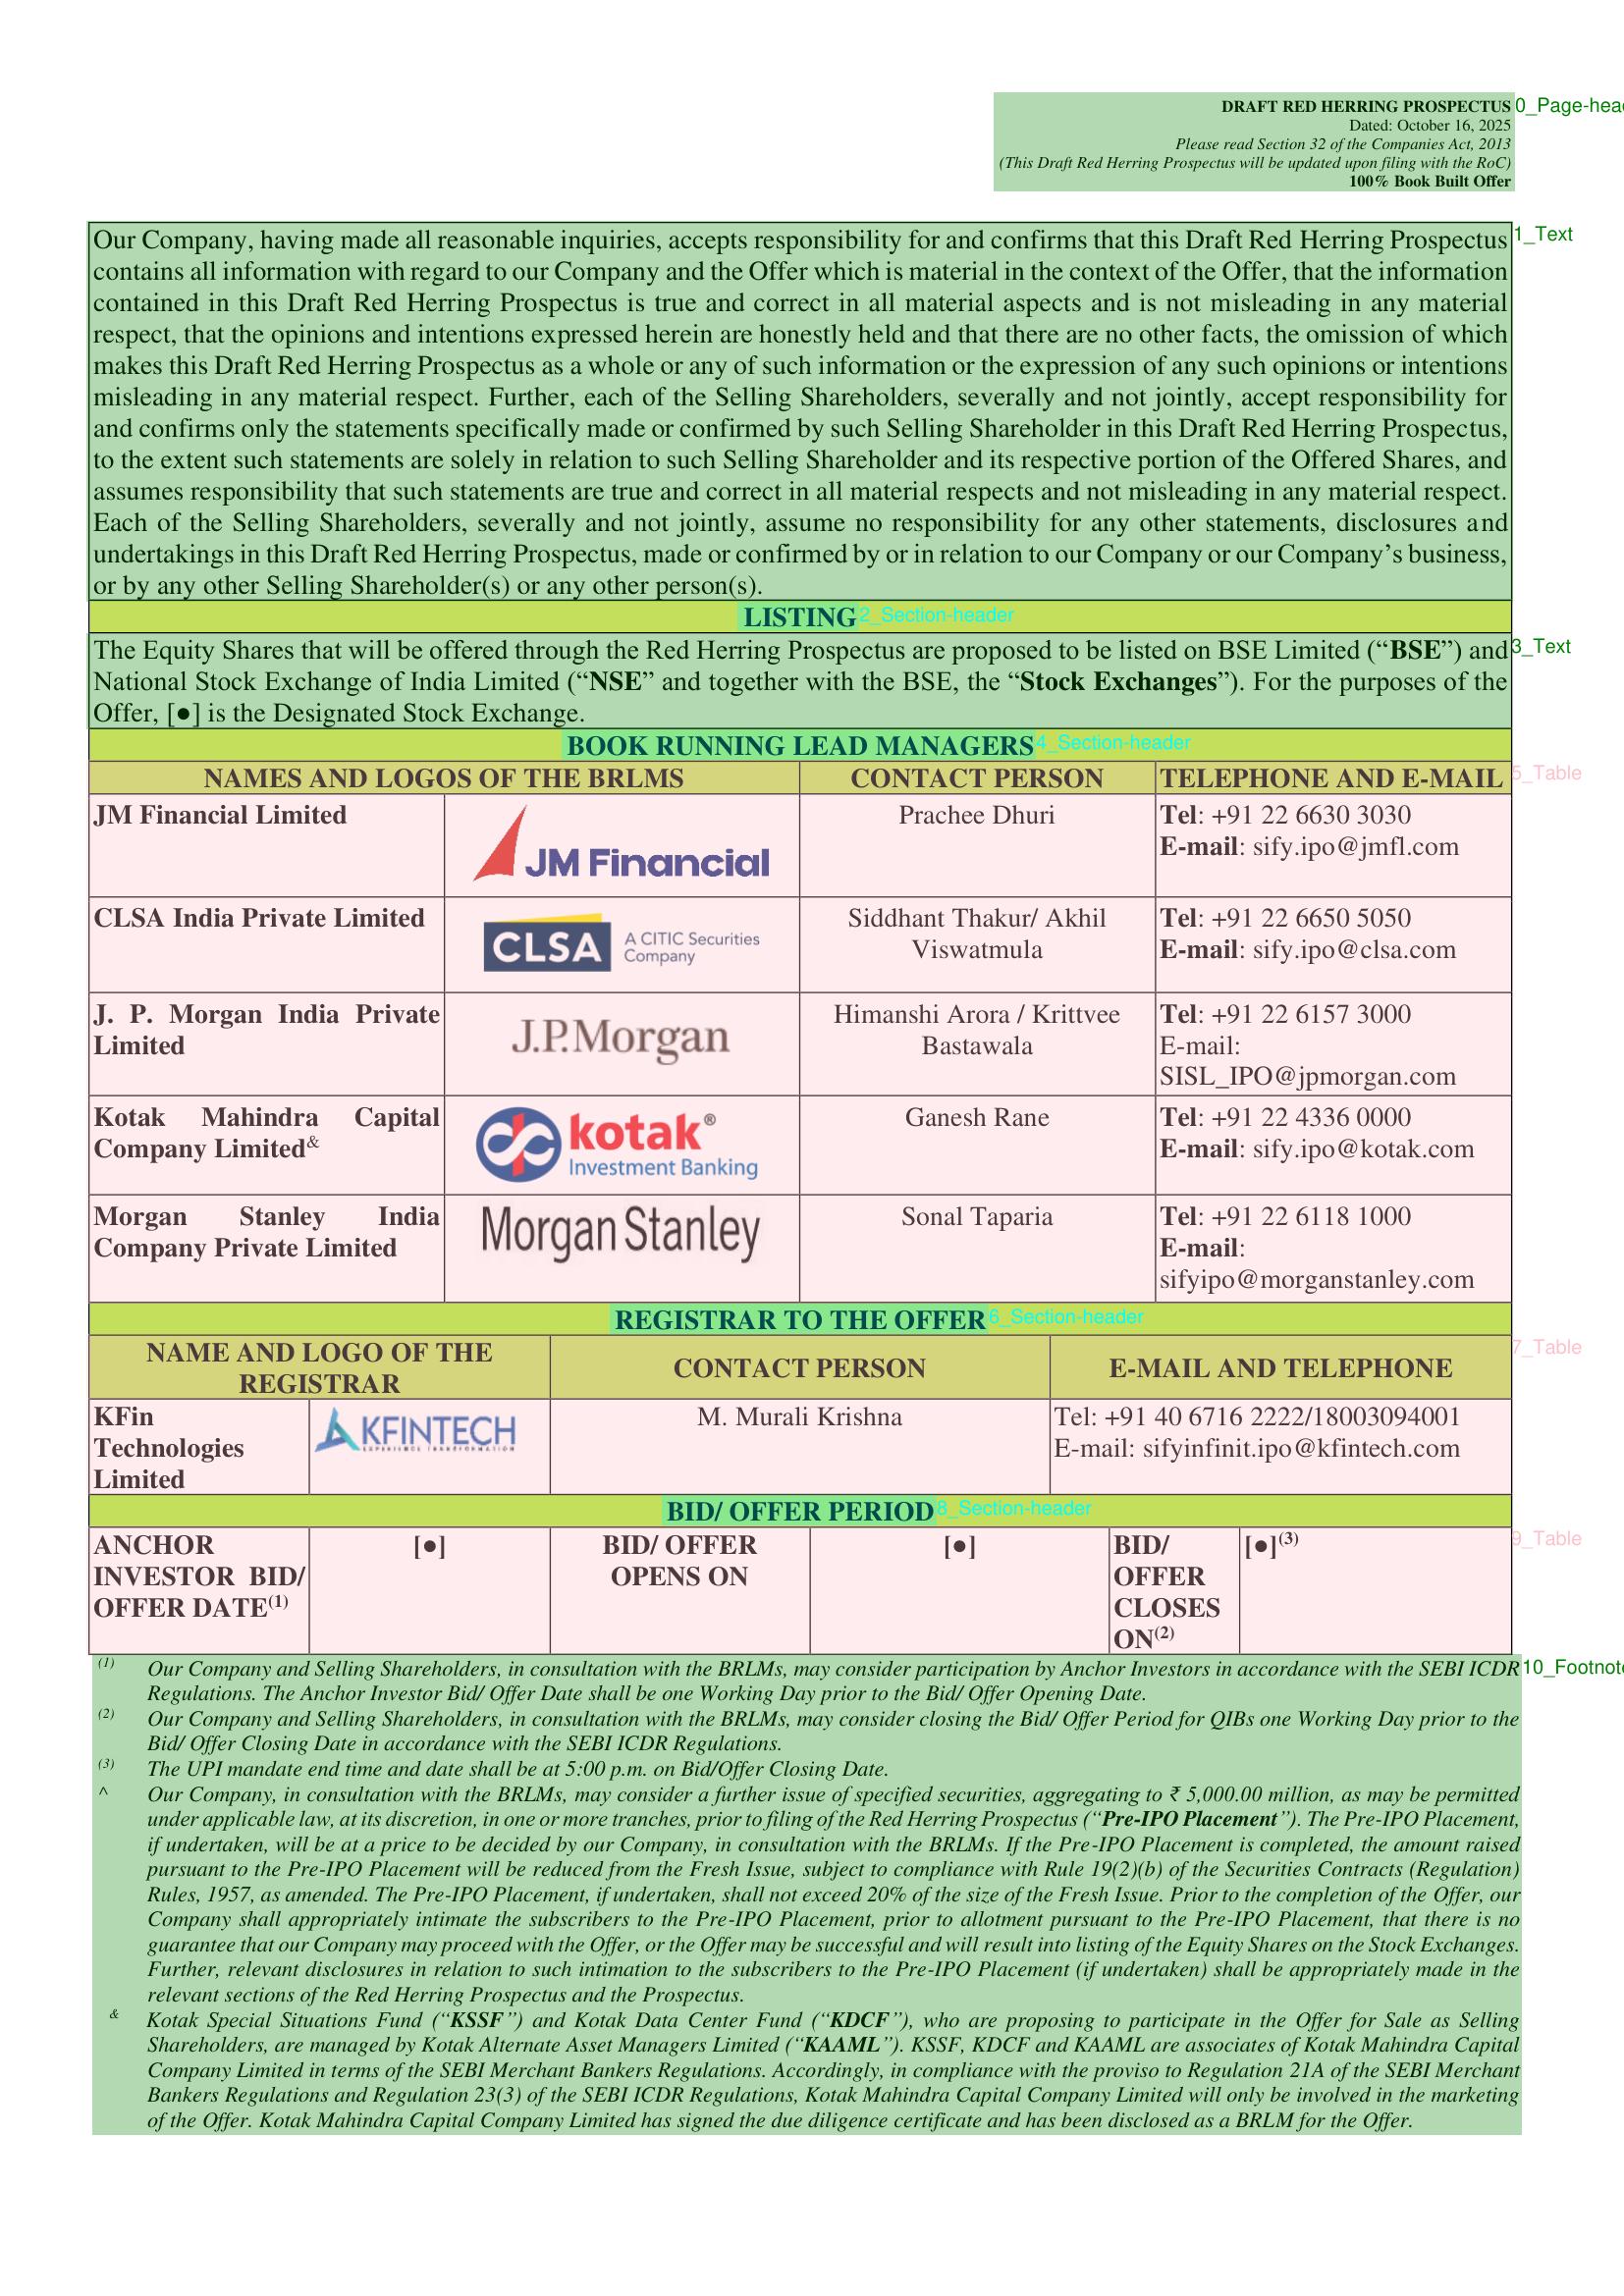 DRAFT RED HERRING PROSPECTUS
0_Page-hea
Dated: October 16, 2025
Please read Section 32 of the Companies Act, 2013
(This Draft Red Herring Prospectus will be updated upon filing with the RoC)
100% Book Built Offer
1_Text
Our Company, having made all reasonable inquiries, accepts responsibility for and confirms that this Draft Red Herring Prospectus
contains all information with regard to our Company and the Offer which is material in the context of the Offer, that the information
contained in this Draft Red Herring Prospectus is true and correct in all material aspects and is not misleading in any material
respect, that the opinions and intentions expressed herein are honestly held and that there are no other facts, the omission of which
makes this Draft Red Herring Prospectus as a whole or any of such information or the expression of any such opinions or intentions
misleading in any material respect. Further, each of the Selling Shareholders, severally and not jointly, accept responsibility for
and confirms only the statements specifically made or confirmed by such Selling Shareholder in this Draft Red Herring Prospectus,
to the extent such statements are solely in relation to such Selling Shareholder and its respective portion of the Offered Shares, and
assumes responsibility that such statements are true and correct in all material respects and not misleading in any material respect.
Each of the Selling Shareholders, severally and not jointly, assume no responsibility for any other statements, disclosures and
undertakings in this Draft Red Herring Prospectus, made or confirmed by or in relation to our Company or our Company’s business,
or by any other Selling Shareholder(s) or any other person(s).
LISTING 2_Section-header
3_Text
The Equity Shares that will be offered through the Red Herring Prospectus are proposed to be listed on BSE Limited (“BSE”) and
National Stock Exchange of India Limited (“NSE” and together with the BSE, the “Stock Exchanges”). For the purposes of the
Offer, [●] is the Designated Stock Exchange.
BOOK RUNNING LEAD MANAGERS 4_Section-header
5_Table
NAMES AND LOGOS OF THE BRLMS CONTACT PERSON TELEPHONE AND E-MAIL
JM Financial Limited
JM Financial
Prachee Dhuri
Tel: +91 22 6630 3030
E-mail: sify.ipo@jmfl.com
CLSA India Private Limited
CLSA
A CITIC Securities
Company
Siddhant Thakur/ Akhil
Viswatmula
Tel: +91 22 6650 5050
E-mail: sify.ipo@clsa.com
J. P. Morgan India Private
Limited
J.P.Morgan
Himanshi Arora / Krittvee
Bastawala
Tel: +91 22 6157 3000
E-mail:
SISL_IPO@jpmorgan.com
Kotak Mahindra Capital
Company Limited&
kotak®
Investment Banking
Ganesh Rane
Tel: +91 22 4336 0000
E-mail: sify.ipo@kotak.com
Morgan Stanley India
Company Private Limited
Morgan Stanley
Sonal Taparia
Tel: +91 22 6118 1000
E-mail:
sifyipo@morganstanley.com
REGISTRAR TO THE OFFER 6_Section-header
7_Table
NAME AND LOGO OF THE
REGISTRAR
CONTACT PERSON
E-MAIL AND TELEPHONE
KFin
Technologies
Limited
KFINTECH
EXPERIENCE TRANSFORMATION
M. Murali Krishna
Tel: +91 40 6716 2222/18003094001
E-mail: sifyinfinit.ipo@kfintech.com
BID/ OFFER PERIOD 8_Section-header
9_Table
ANCHOR
INVESTOR BID/
OFFER DATE(1)
[●]
BID/ OFFER
OPENS ON
[●]
BID/
OFFER
CLOSES
ON(2)
[●](3)
10_Footnote
(1) Our Company and Selling Shareholders, in consultation with the BRLMs, may consider participation by Anchor Investors in accordance with the SEBI ICDR
Regulations. The Anchor Investor Bid/ Offer Date shall be one Working Day prior to the Bid/ Offer Opening Date.
(2) Our Company and Selling Shareholders, in consultation with the BRLMs, may consider closing the Bid/ Offer Period for QIBs one Working Day prior to the
Bid/ Offer Closing Date in accordance with the SEBI ICDR Regulations.
(3) The UPI mandate end time and date shall be at 5:00 p.m. on Bid/Offer Closing Date.
^ Our Company, in consultation with the BRLMs, may consider a further issue of specified securities, aggregating to ₹ 5,000.00 million, as may be permitted
under applicable law, at its discretion, in one or more tranches, prior to filing of the Red Herring Prospectus (“Pre-IPO Placement”). The Pre-IPO Placement,
if undertaken, will be at a price to be decided by our Company, in consultation with the BRLMs. If the Pre-IPO Placement is completed, the amount raised
pursuant to the Pre-IPO Placement will be reduced from the Fresh Issue, subject to compliance with Rule 19(2)(b) of the Securities Contracts (Regulation)
Rules, 1957, as amended. The Pre-IPO Placement, if undertaken, shall not exceed 20% of the size of the Fresh Issue. Prior to the completion of the Offer, our
Company shall appropriately intimate the subscribers to the Pre-IPO Placement, prior to allotment pursuant to the Pre-IPO Placement, that there is no
guarantee that our Company may proceed with the Offer, or the Offer may be successful and will result into listing of the Equity Shares on the Stock Exchanges.
Further, relevant disclosures in relation to such intimation to the subscribers to the Pre-IPO Placement (if undertaken) shall be appropriately made in the
relevant sections of the Red Herring Prospectus and the Prospectus.
& Kotak Special Situations Fund (“KSSF”) and Kotak Data Center Fund (“KDCF”), who are proposing to participate in the Offer for Sale as Selling
Shareholders, are managed by Kotak Alternate Asset Managers Limited (“KAAML”). KSSF, KDCF and KAAML are associates of Kotak Mahindra Capital
Company Limited in terms of the SEBI Merchant Bankers Regulations. Accordingly, in compliance with the proviso to Regulation 21A of the SEBI Merchant
Bankers Regulations and Regulation 23(3) of the SEBI ICDR Regulations, Kotak Mahindra Capital Company Limited will only be involved in the marketing
of the Offer. Kotak Mahindra Capital Company Limited has signed the due diligence certificate and has been disclosed as a BRLM for the Offer.